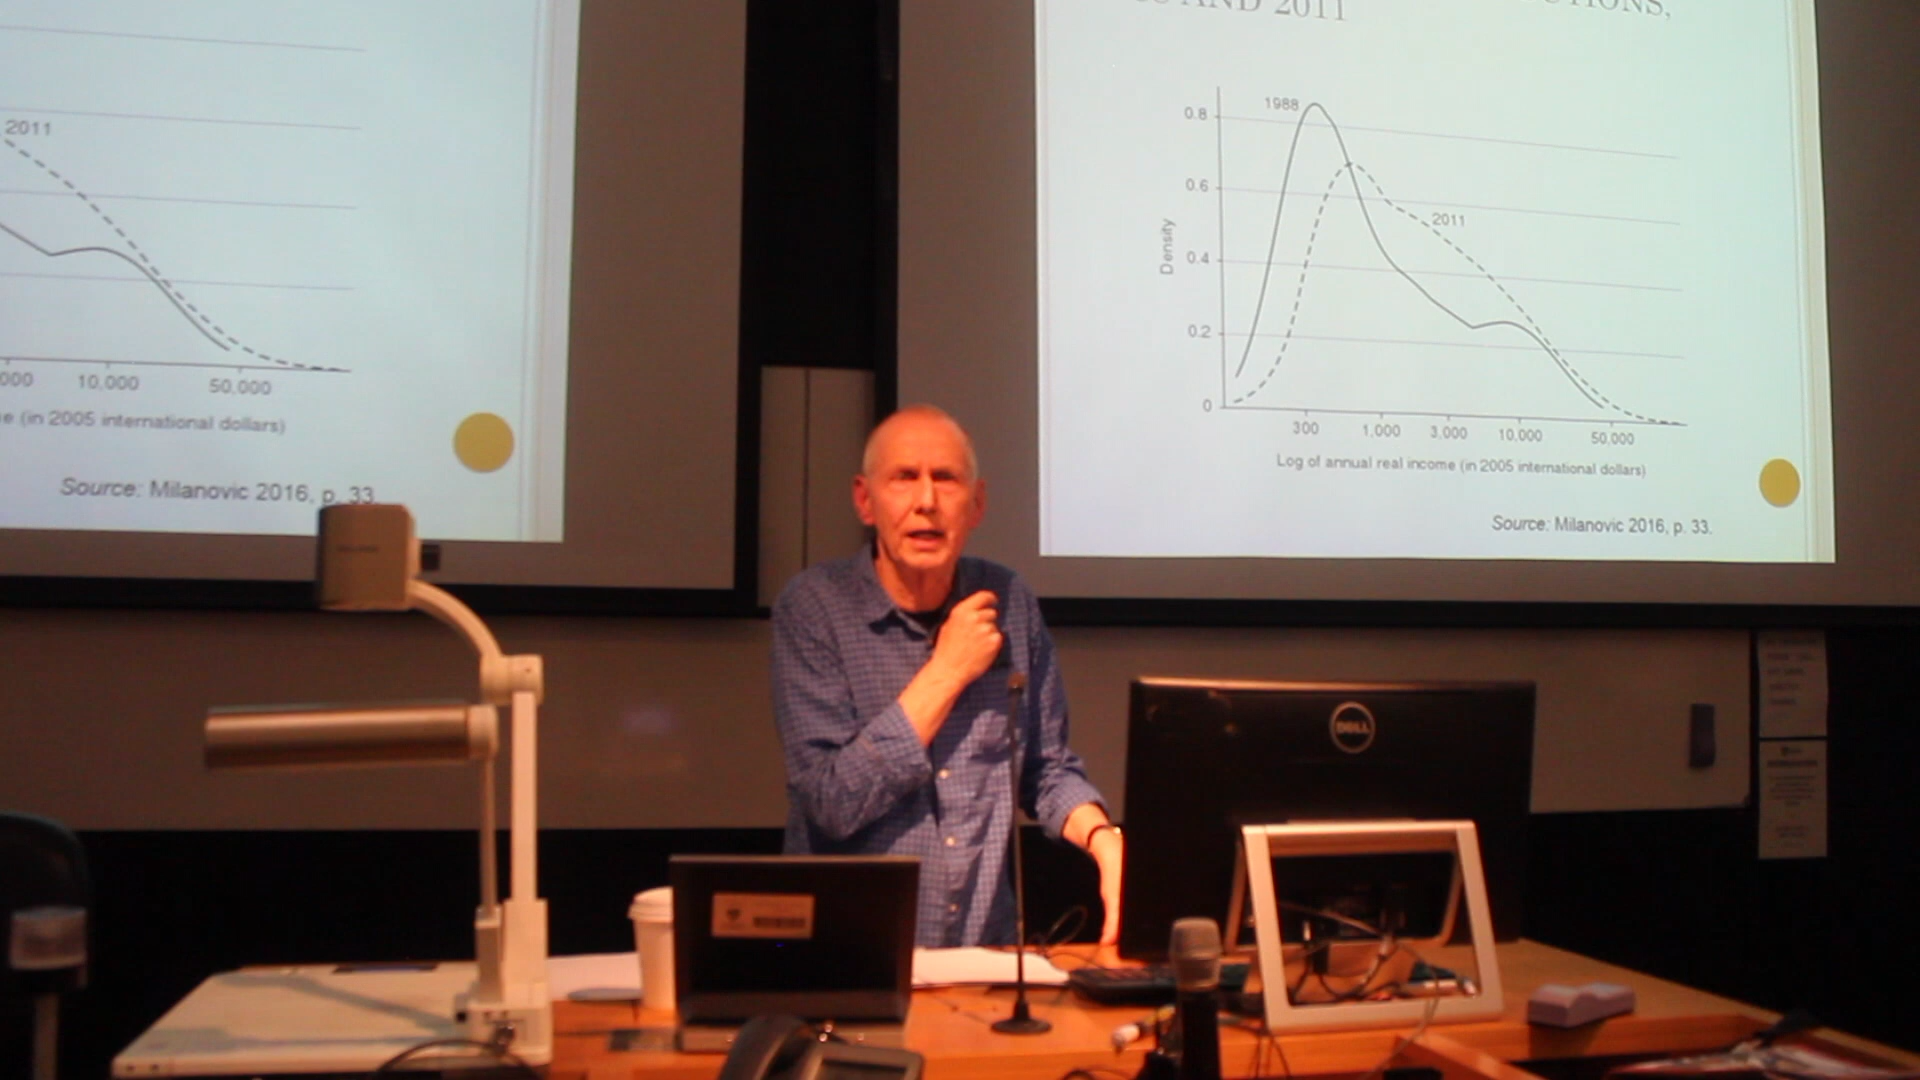 2011
10,000
50,000
(in 2005 international dollars)
Source: Milanovic 2016, p. 33.
AND 2011
1988
0.8
0.6
2011
Density
0.4
0.2
0
300
1,000
3,000
10,000
50,000
Log of annual real income (in 2005 international dollars)
Source: Milanovic 2016, p. 33.
DELL